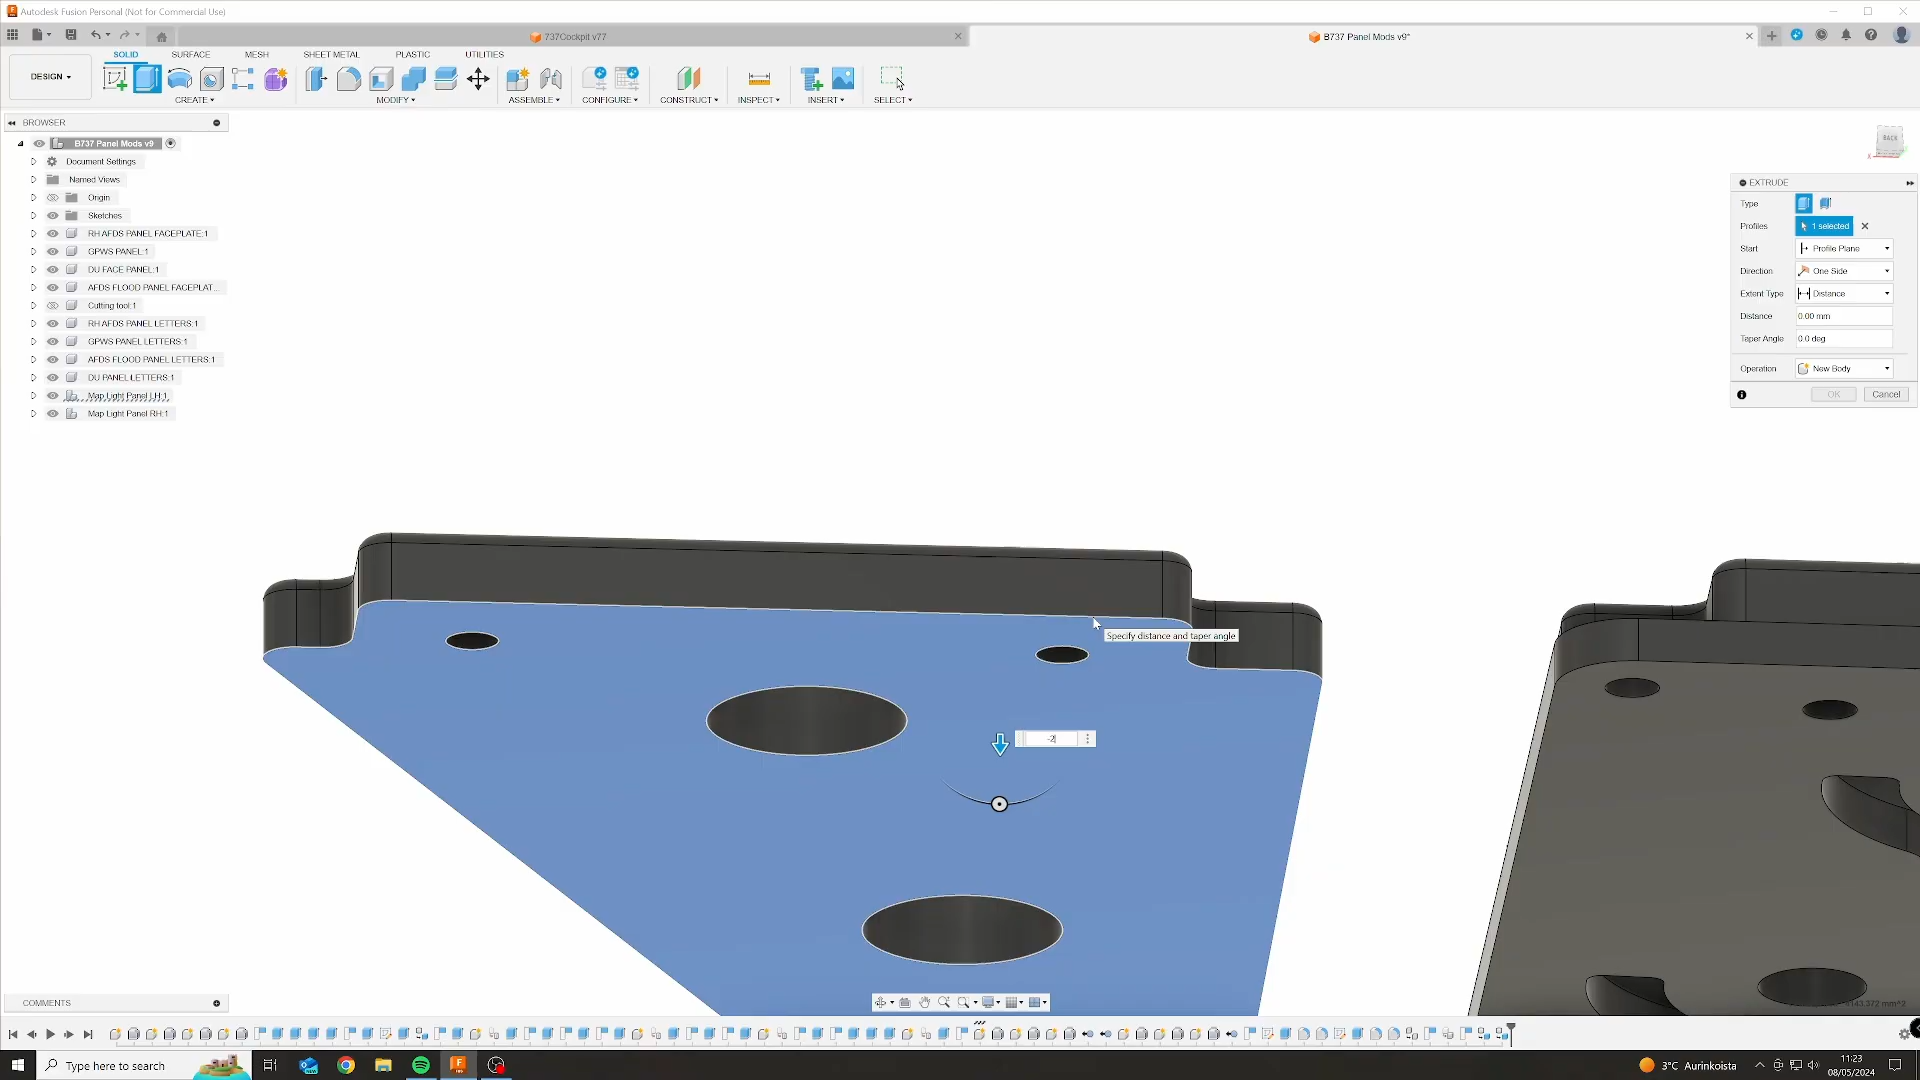 Autodesk Fusion Personal (Not for Commercial Use)
737Cockpit v77
B737 Panel Mods v9*
DESIGN
SOLID
SURFACE
MESH
SHEET METAL
PLASTIC
UTILITIES
CREATE
MODIFY
ASSEMBLE
CONFIGURE
CONSTRUCT
INSPECT
INSERT
SELECT
BROWSER
B737 Panel Mods v9
Document Settings
Named Views
Origin
Sketches
RH AFDS PANEL FACEPLATE:1
GPWS PANEL:1
DU FACE PANEL:1
AFDS FLOOD PANEL FACEPLAT...
Cutting tool:1
RH AFDS PANEL LETTERS:1
GPWS PANEL LETTERS:1
AFDS FLOOD PANEL LETTERS:1
DU PANEL LETTERS:1
Map Light Panel LH:1
Map Light Panel RH:1
BACK
X
EXTRUDE
Type
Profiles
1 selected
Start
Profile Plane
Direction
One Side
Extent Type
Distance
Distance
0.00 mm
Taper Angle
0.0 deg
Operation
New Body
OK
Cancel
Specify distance and taper angle
-2
COMMENTS
Type here to search
3°C Aurinkoista
11:23
08/05/2024